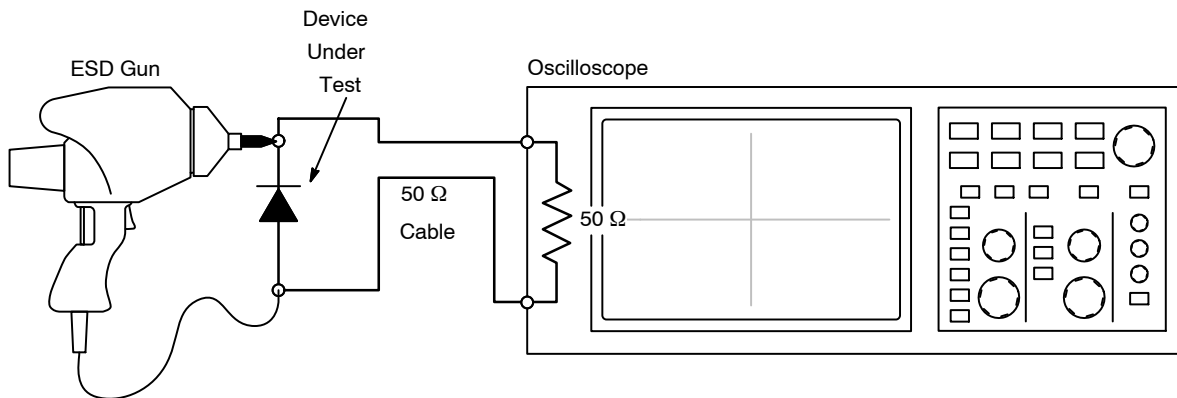 Device
Under
Test
ESD Gun
Oscilloscope
50 Ω
Cable
50 Ω